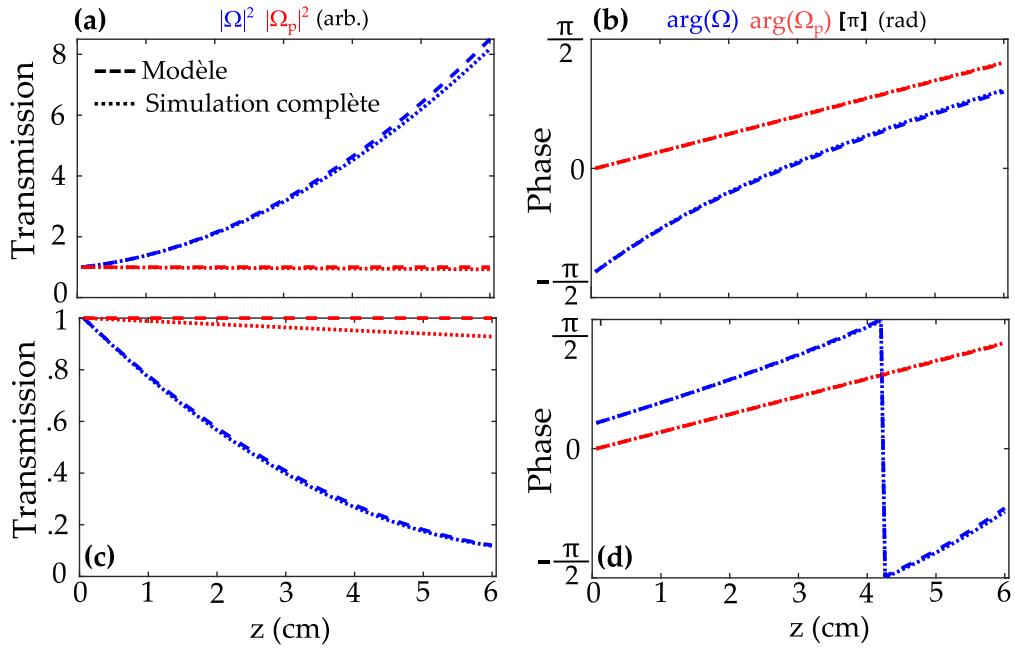 (a) |Ω|² |Ωₚ|² (arb.)
8
6
4
2
0
Transmission
Modèle
Simulation complète
(b) arg(Ω) arg(Ωₚ) [π] (rad)
π/2
0
-π/2
Phase
1
.8
.6
.4
.2
0
Transmission
(c)
0 1 2 3 4 5 6
z (cm)
π/2
0
-π/2
Phase
(d)
0 1 2 3 4 5 6
z (cm)